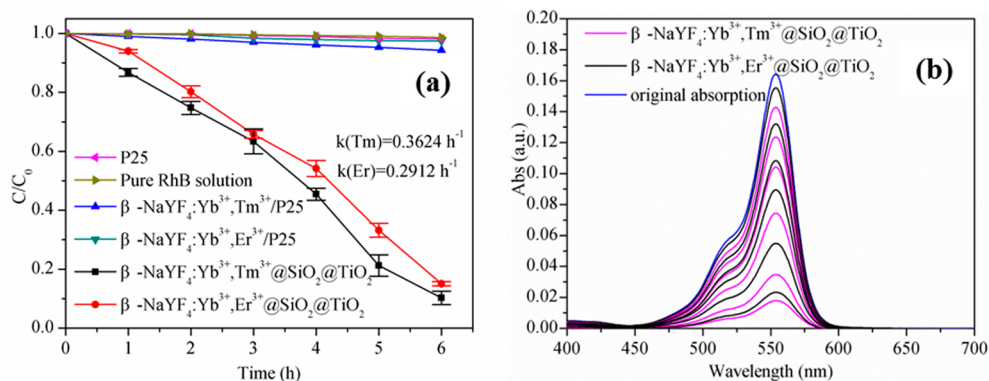 (a)
C/C₀
1.0
0.8
0.6
0.4
0.2
0.0
k(Tm)=0.3624 h⁻¹
k(Er)=0.2912 h⁻¹
P25
Pure RhB solution
β -NaYF₄:Yb³⁺,Tm³⁺/P25
β -NaYF₄:Yb³⁺,Er³⁺/P25
β -NaYF₄:Yb³⁺,Tm³⁺@SiO₂@TiO₂
β -NaYF₄:Yb³⁺,Er³⁺@SiO₂@TiO₂
0 1 2 3 4 5 6
Time (h)
(b)
Abs (a.u.)
0.20
0.18
0.16
0.14
0.12
0.10
0.08
0.06
0.04
0.02
0.00
β -NaYF₄:Yb³⁺,Tm³⁺@SiO₂@TiO₂
β -NaYF₄:Yb³⁺,Er³⁺@SiO₂@TiO₂
original absorption
400 450 500 550 600 650 700
Wavelength (nm)